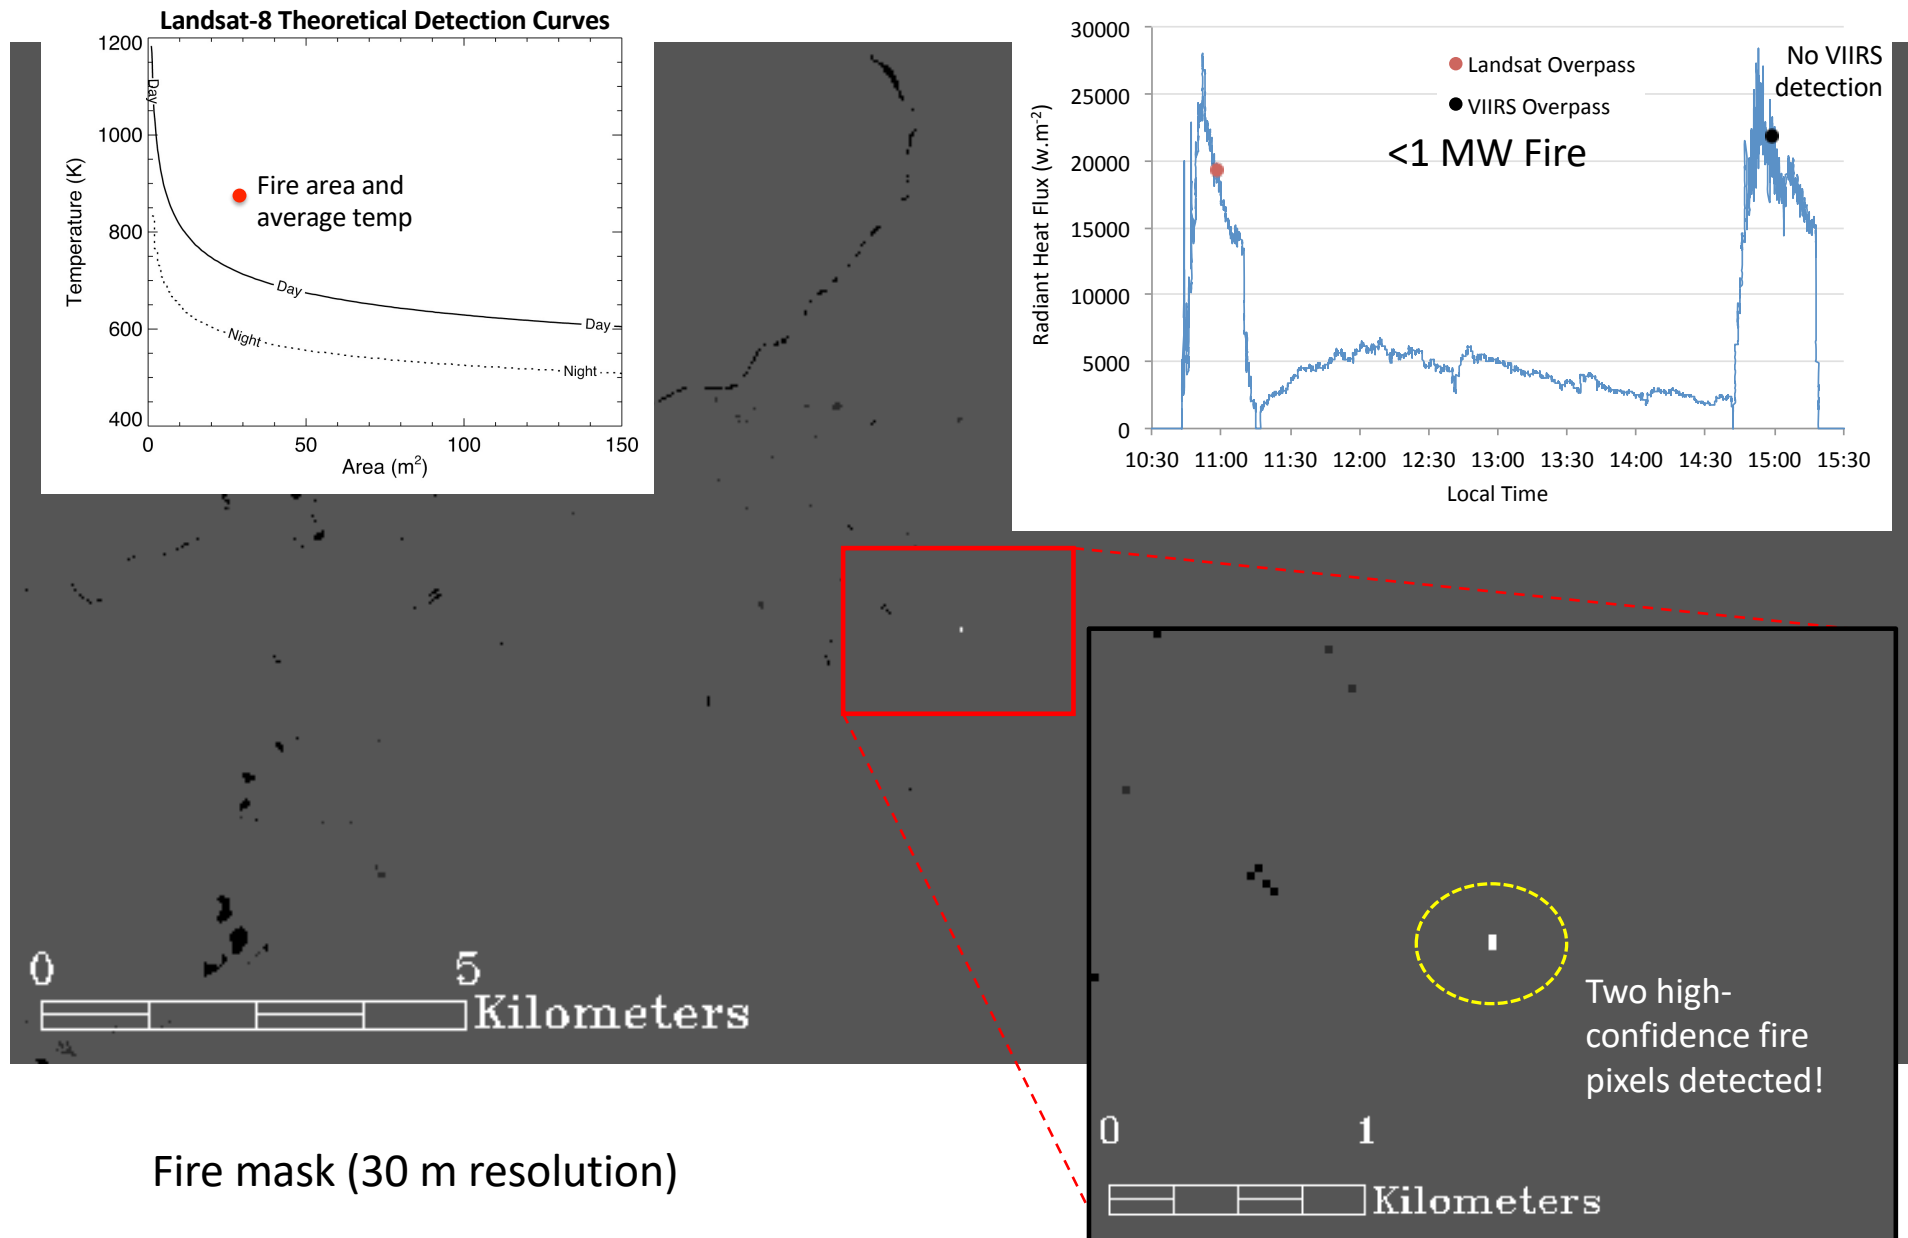 Landsat-8 Theoretical Detection Curves
1200
1000
800
600
400
Temperature (K)
Day
Day
Day
Night
Night
Fire area and
average temp
0 50 100 150
Area (m²)
30000
25000
20000
15000
10000
5000
0
Radiant Heat Flux (w.m⁻²)
Landsat Overpass
VIIRS Overpass
No VIIRS
detection
<1 MW Fire
10:30 11:00 11:30 12:00 12:30 13:00 13:30 14:00 14:30 15:00 15:30
Local Time
0 5
Kilometers
Two high-
confidence fire
pixels detected!
0 1
Kilometers
Fire mask (30 m resolution)